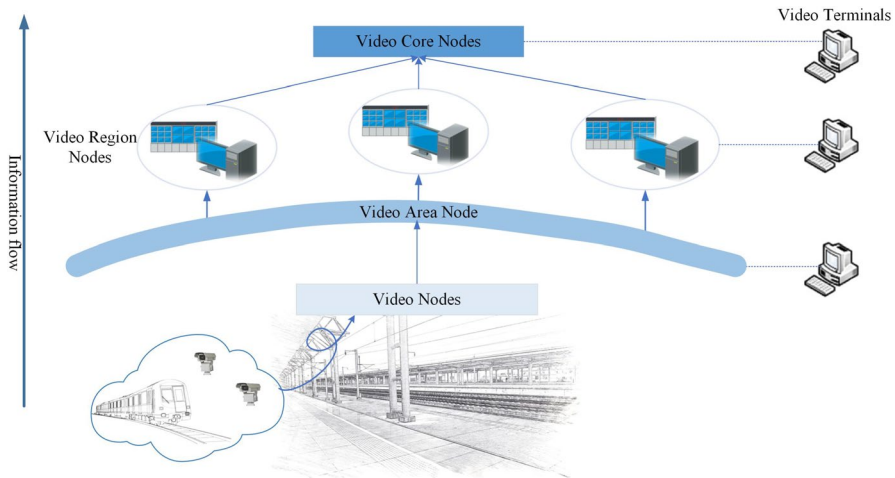 Video Terminals
Video Core Nodes
Video Region
Nodes
Information flow
Video Area Node
Video Nodes